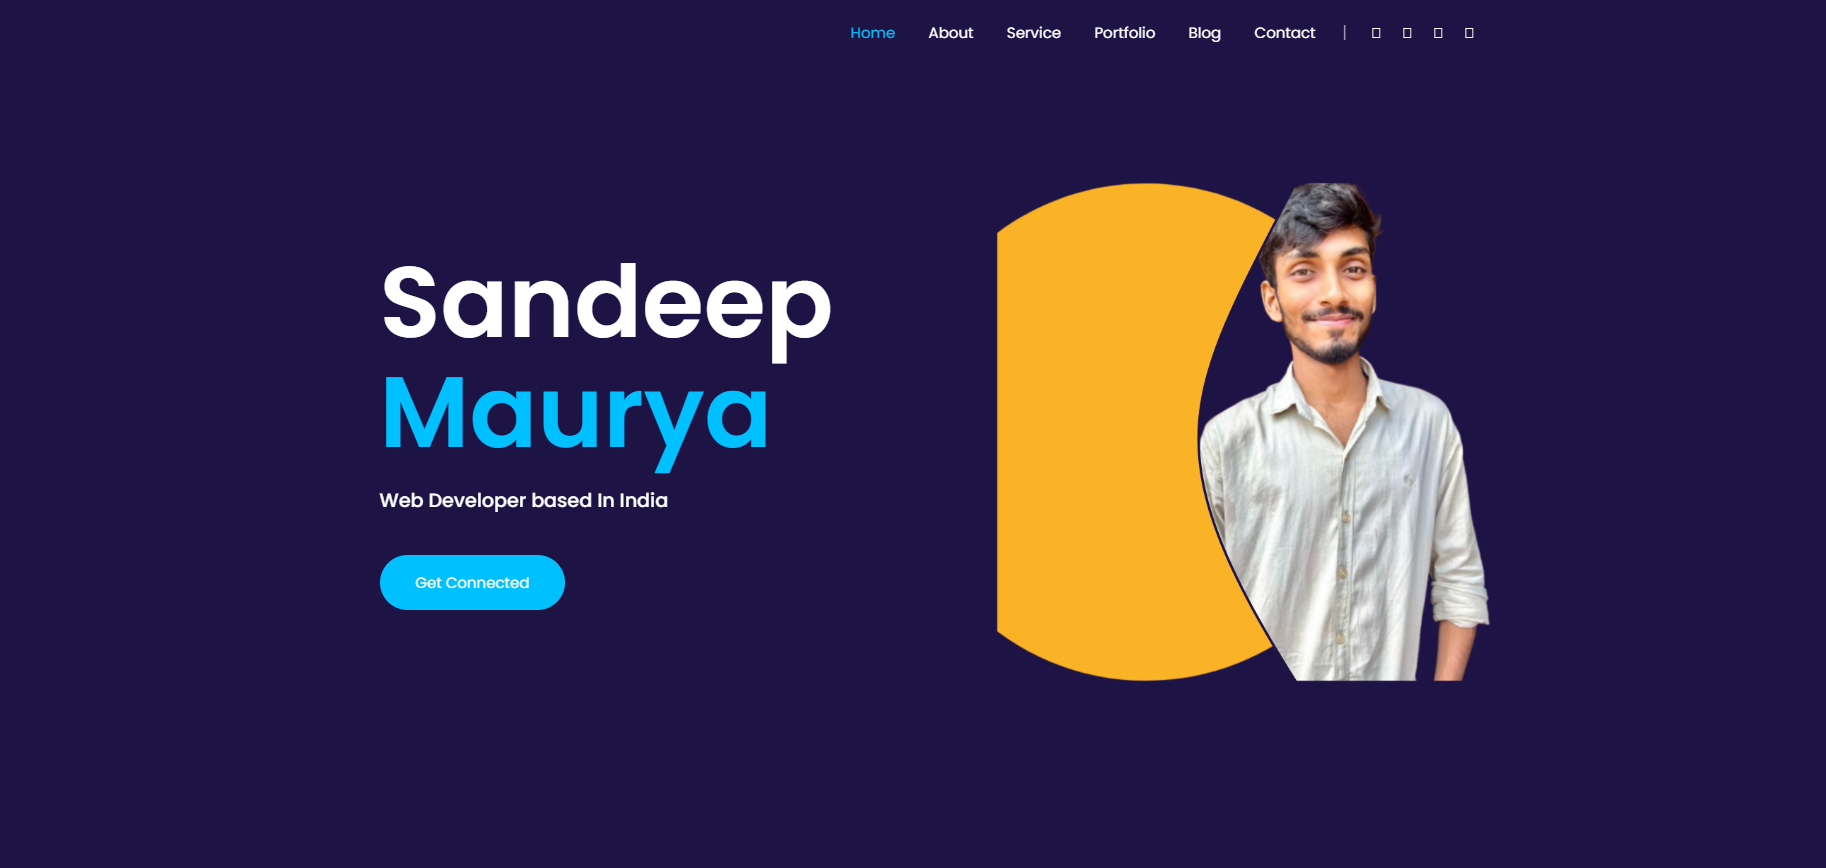 Home About Service Portfolio Blog Contact |
Sandeep
Maurya
Web Developer based In India
Get Connected